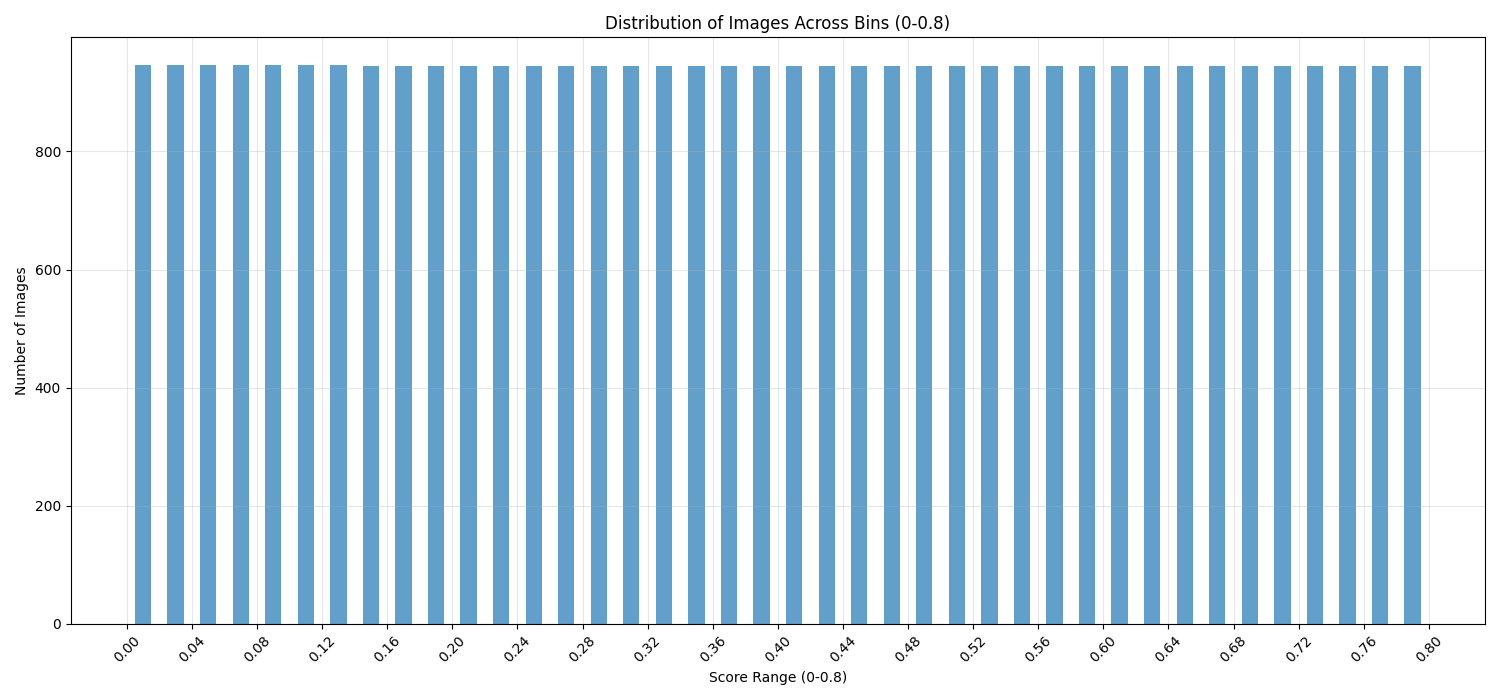 Distribution of Images Across Bins (0-0.8)
Number of Images
800
600
400
200
0
0.00 0.04 0.08 0.12 0.16 0.20 0.24 0.28 0.32 0.36 0.40 0.44 0.48 0.52 0.56 0.60 0.64 0.68 0.72 0.76 0.80
Score Range (0-0.8)